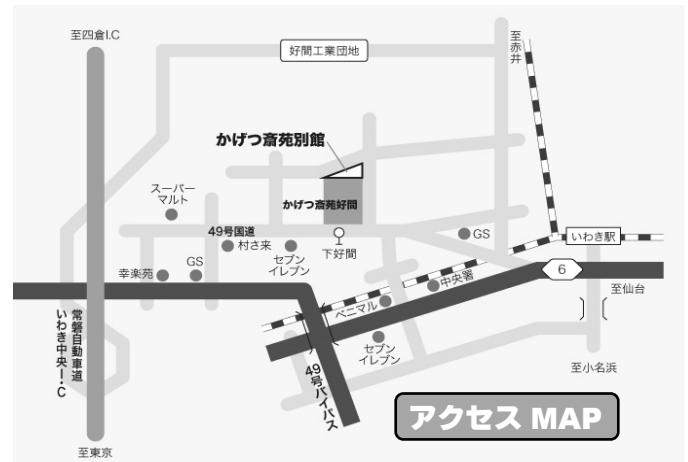 至四倉I.C
好間工業団地
至赤井
かげつ斎苑別館
スーパー
マルト
かげつ斎苑好間
49号国道
村さ来
セブン
イレブン
下好間
GS
いわき駅
幸楽苑
GS
6
中央署
至仙台
ベニマル
常磐自動車道
いわき中央I・C
セブン
イレブン
49号バイパス
至小名浜
アクセス MAP
至東京